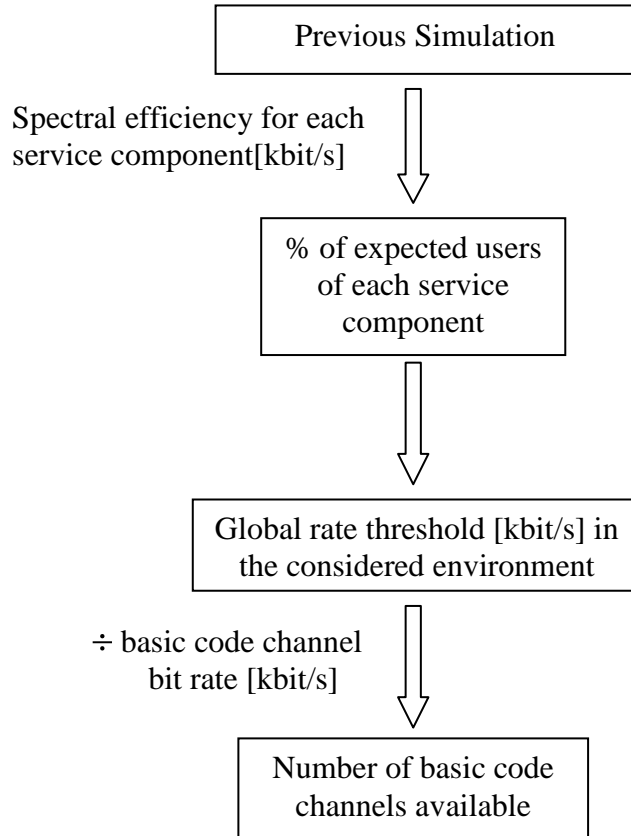 Previous Simulation
Spectral efficiency for each
service component[kbit/s]
% of expected users
of each service
component
Global rate threshold [kbit/s] in
the considered environment
÷ basic code channel
bit rate [kbit/s]
Number of basic code
channels available